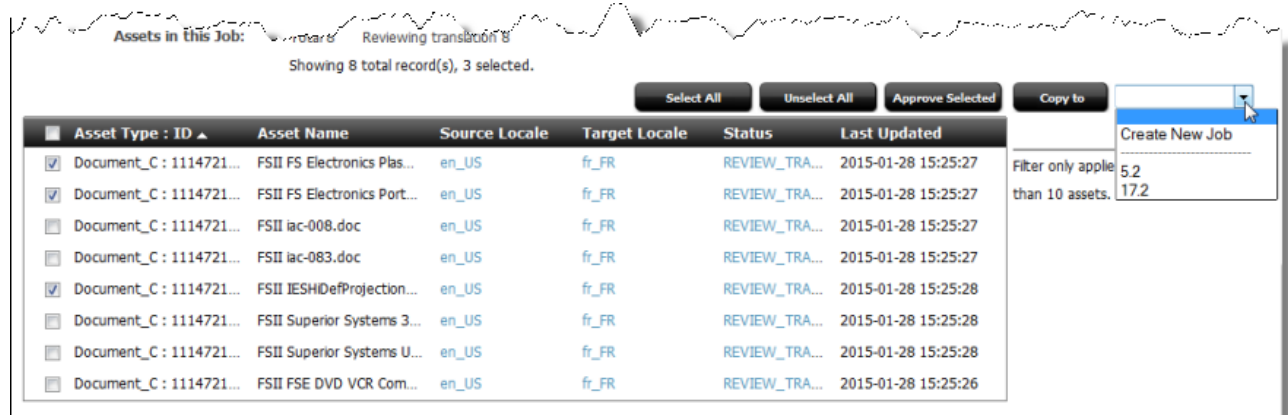 Assets in this Job: Total 8 Reviewing translation 8
Showing 8 total record(s), 3 selected.
Select All Unselect All Approve Selected Copy to
Create New Job
5.2
17.2
Asset Type : ID Asset Name Source Locale Target Locale Status Last Updated
Document_C : 1114721... FSII FS Electronics Plas... en_US fr_FR REVIEW_TRA... 2015-01-28 15:25:27
Document_C : 1114721... FSII FS Electronics Port... en_US fr_FR REVIEW_TRA... 2015-01-28 15:25:27
Document_C : 1114721... FSII iac-008.doc en_US fr_FR REVIEW_TRA... 2015-01-28 15:25:27
Document_C : 1114721... FSII iac-083.doc en_US fr_FR REVIEW_TRA... 2015-01-28 15:25:27
Document_C : 1114721... FSII IESHiDefProjection... en_US fr_FR REVIEW_TRA... 2015-01-28 15:25:28
Document_C : 1114721... FSII Superior Systems 3... en_US fr_FR REVIEW_TRA... 2015-01-28 15:25:28
Document_C : 1114721... FSII Superior Systems U... en_US fr_FR REVIEW_TRA... 2015-01-28 15:25:28
Document_C : 1114721... FSII FSE DVD VCR Com... en_US fr_FR REVIEW_TRA... 2015-01-28 15:25:26
Filter only applie
than 10 assets.